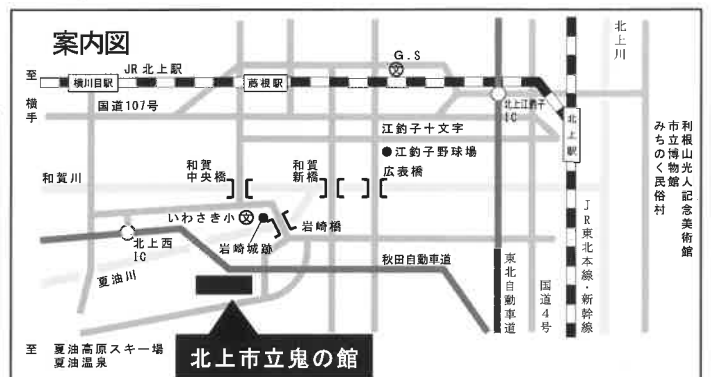 案内図
G.S
文
北上川
至
横手
横川目駅
JR北上駅
藤根駅
国道107号
北上江釣子IC
北上駅
利根山光人記念美術館
市立博物館
みちのく民俗村
江釣子十文字
江釣子野球場
和賀川
和賀中央橋
和賀新橋
広表橋
いわさき小
文
岩崎城跡
岩崎橋
北上西IC
夏油川
秋田自動車道
東北自動車道
国道4号
JR東北本線・新幹線
至 夏油高原スキー場
夏油温泉
北上市立鬼の館